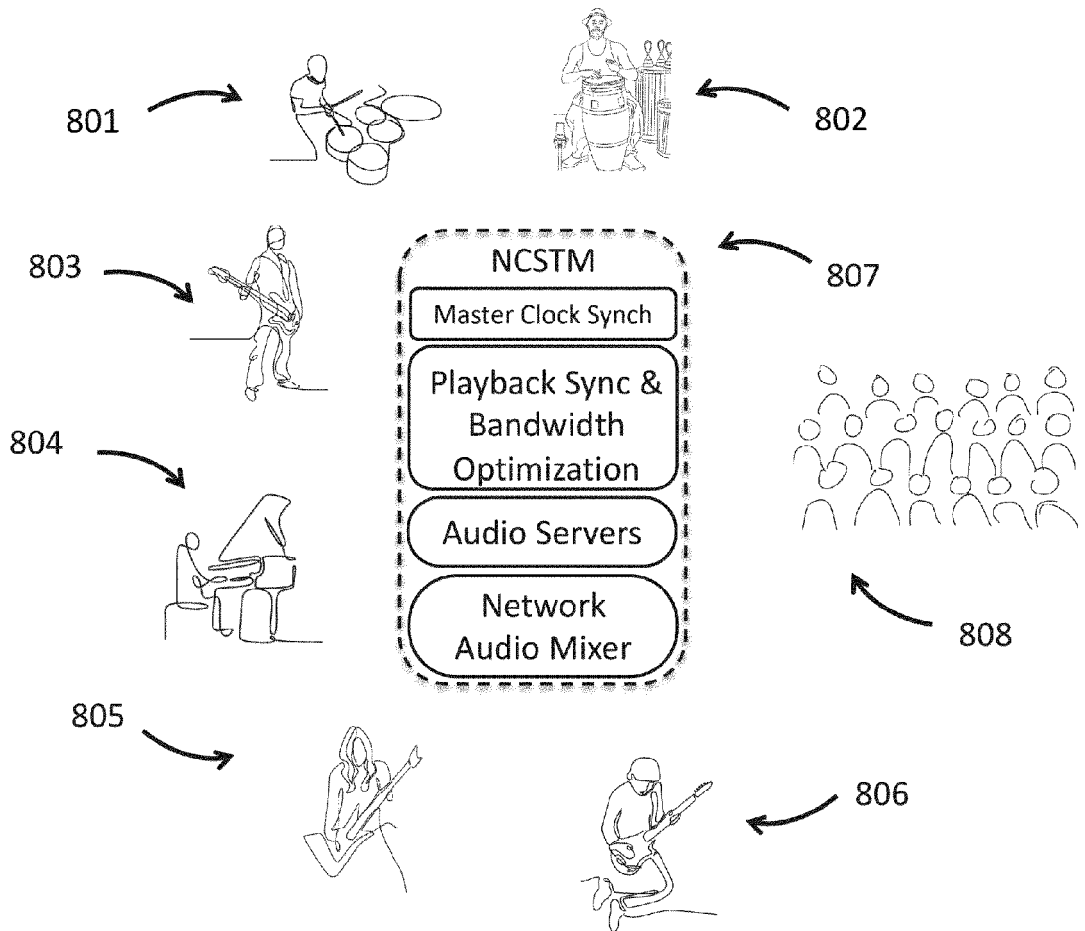 801
802
803
NCSTM
807
Master Clock Synch
Playback Sync &
Bandwidth
Optimization
804
Audio Servers
Network
Audio Mixer
808
805
806